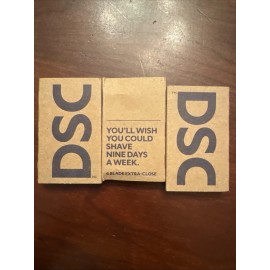 DSC
YOU'LL WISH
YOU COULD
SHAVE
NINE DAYS
A WEEK.
DSC